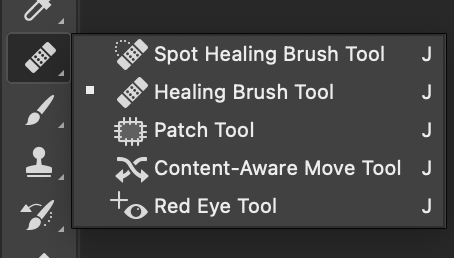 Spot Healing Brush Tool J
Healing Brush Tool J
Patch Tool J
Content-Aware Move Tool J
Red Eye Tool J